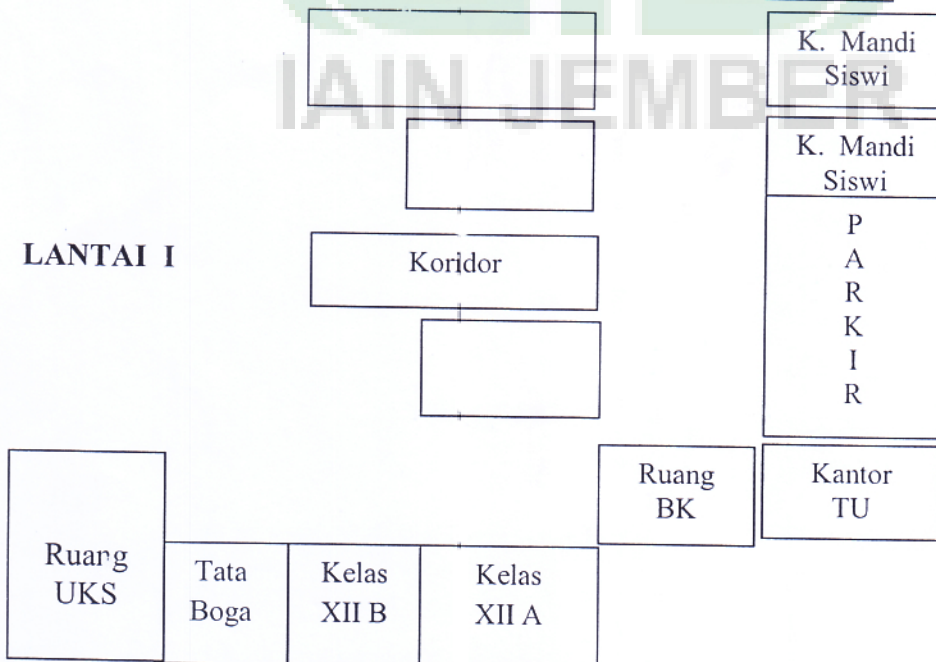 K. Mandi
Siswi
IAIN JEMBER
K. Mandi
Siswi
LANTAI I
Koridor
P
A
R
K
I
R
Ruang
BK
Kantor
TU
Ruang
UKS
Tata
Boga
Kelas
XII B
Kelas
XII A